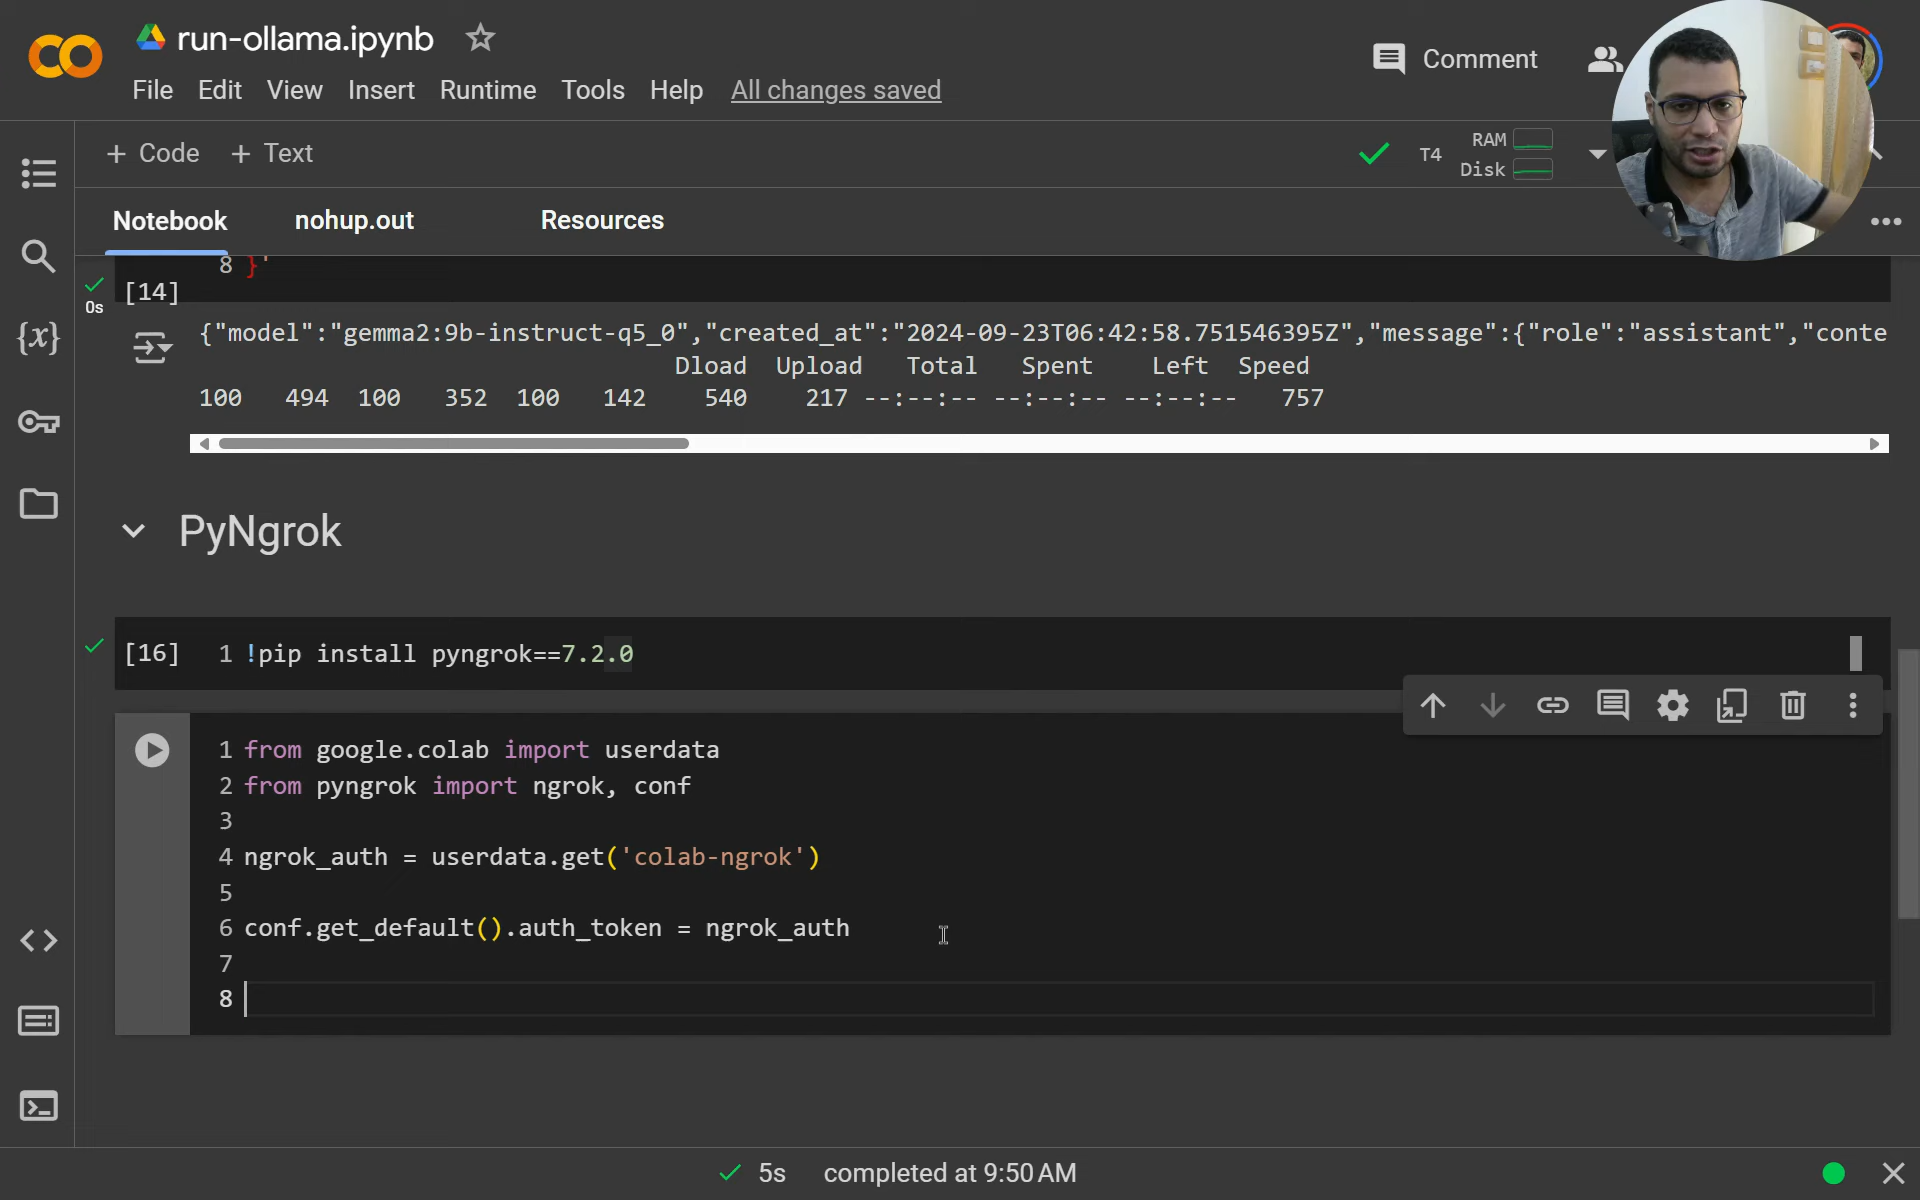 run-ollama.ipynb
Comment
File Edit View Insert Runtime Tools Help All changes saved
+ Code + Text
T4 RAM
Disk
Notebook nohup.out Resources
8 }'
[14]
0s
{"model":"gemma2:9b-instruct-q5_0","created_at":"2024-09-23T06:42:58.751546395Z","message":{"role":"assistant","conte
Dload Upload Total Spent Left Speed
100 494 100 352 100 142 540 217 --:--:-- --:--:-- --:--:-- 757
{x}
PyNgrok
[16] 1 !pip install pyngrok==7.2.0
1 from google.colab import userdata
2 from pyngrok import ngrok, conf
3
4 ngrok_auth = userdata.get('colab-ngrok')
5
6 conf.get_default().auth_token = ngrok_auth
7
8
5s completed at 9:50 AM